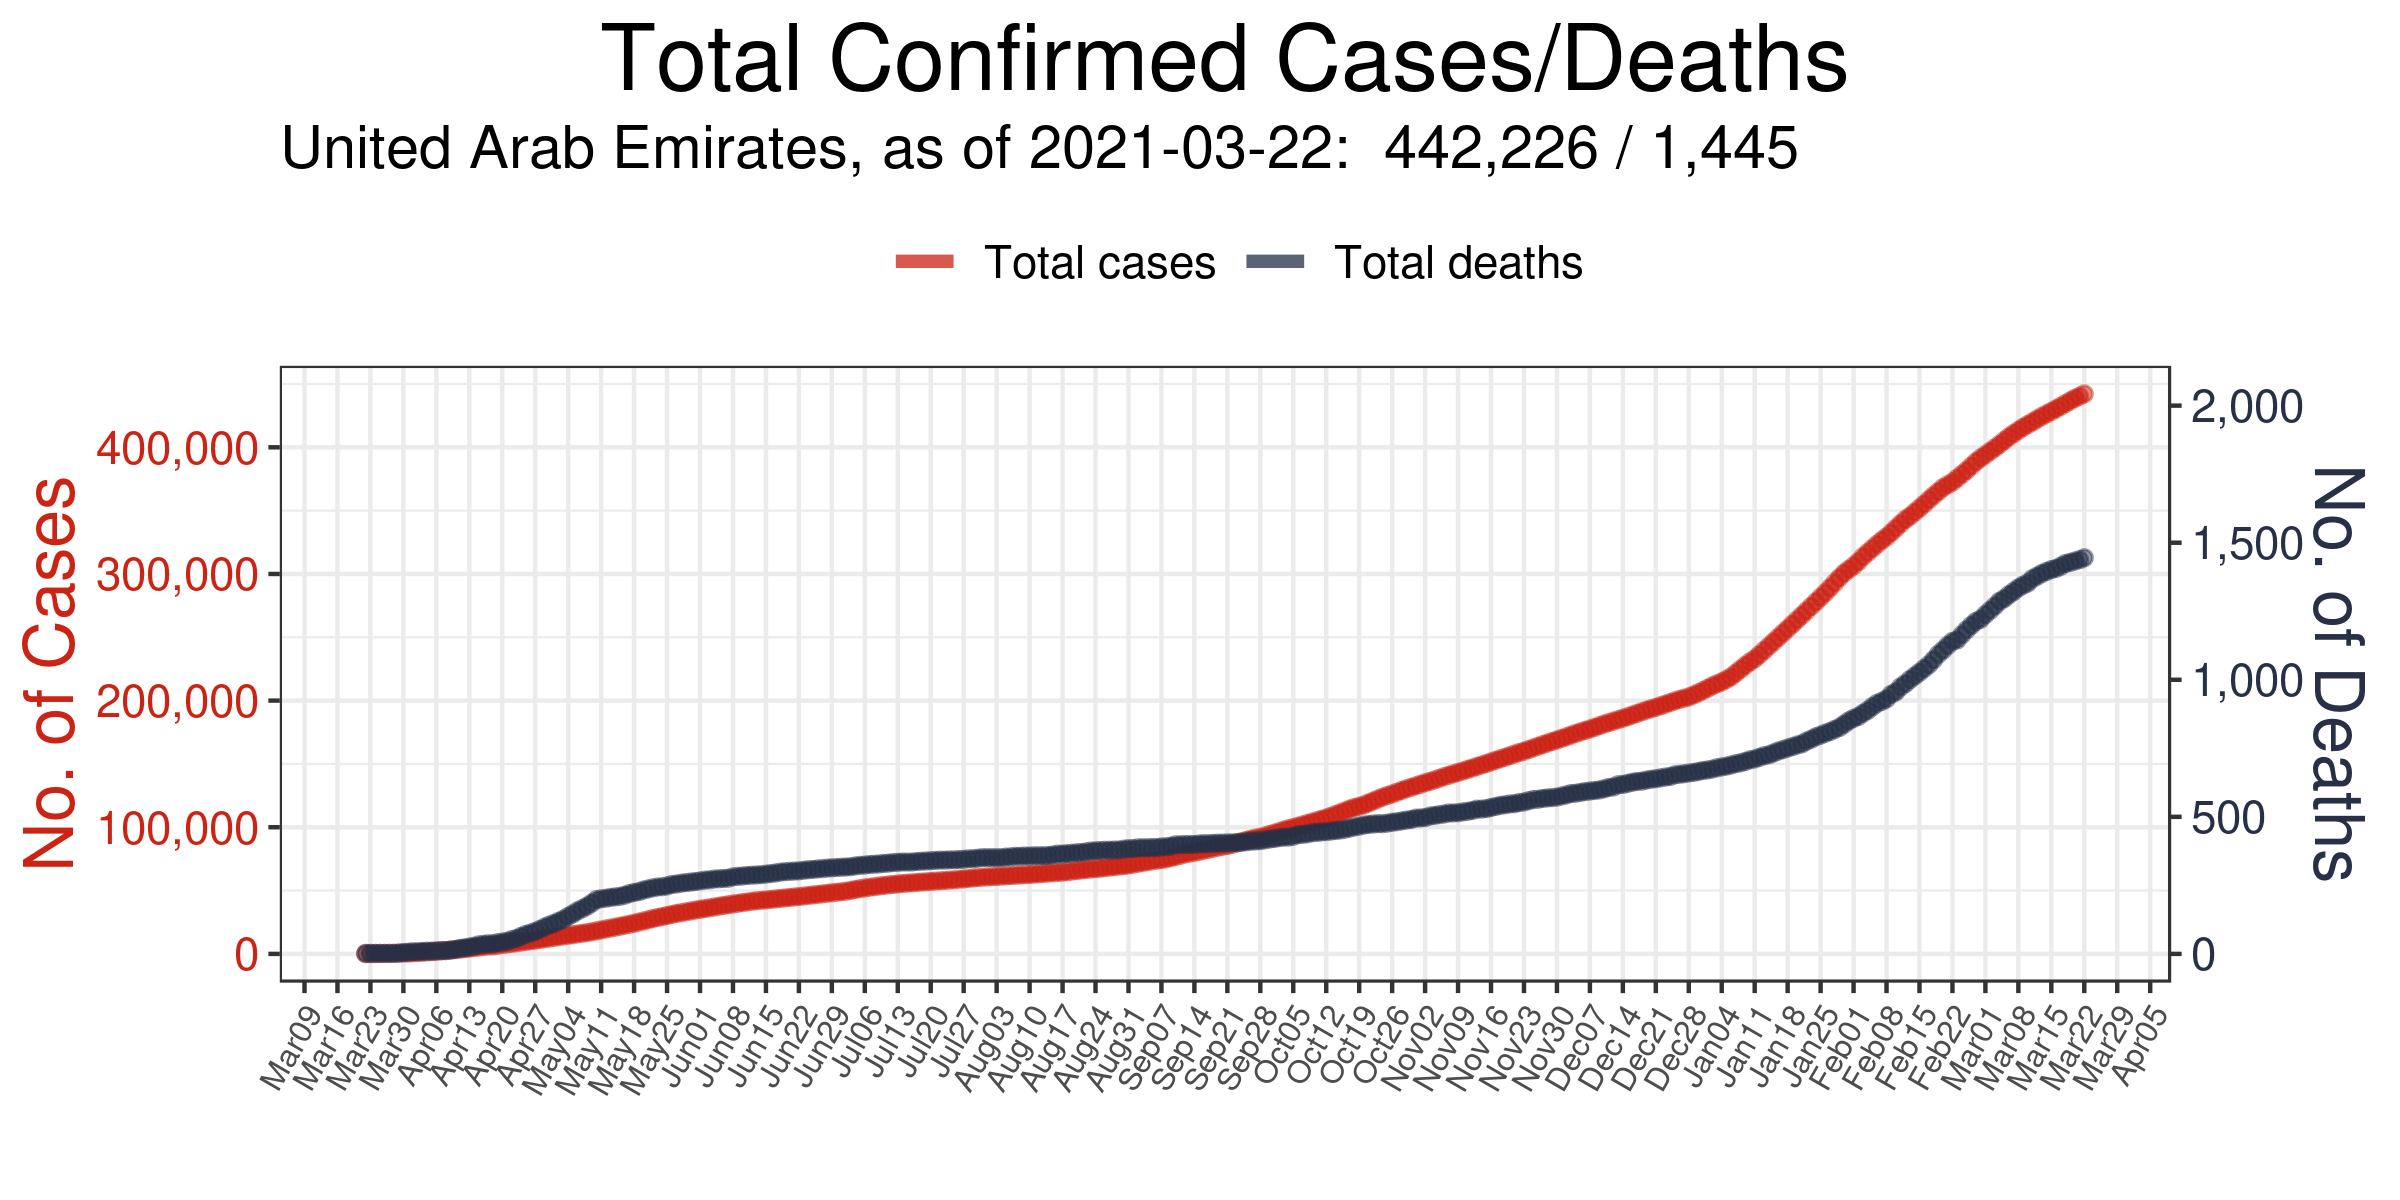 Total Confirmed Cases/Deaths
United Arab Emirates, as of 2021-03-22:  442,226 / 1,445
Total cases
Total deaths
No. of Cases
400,000
300,000
200,000
100,000
0
2,000
1,500
1,000
500
0
No. of Deaths
Mar09
Mar16
Mar23
Mar30
Apr06
Apr13
Apr20
Apr27
May04
May11
May18
May25
Jun01
Jun08
Jun15
Jun22
Jun29
Jul06
Jul13
Jul20
Jul27
Aug03
Aug10
Aug17
Aug24
Aug31
Sep07
Sep14
Sep21
Sep28
Oct05
Oct12
Oct19
Oct26
Nov02
Nov09
Nov16
Nov23
Nov30
Dec07
Dec14
Dec21
Dec28
Jan04
Jan11
Jan18
Jan25
Feb01
Feb08
Feb15
Feb22
Mar01
Mar08
Mar15
Mar22
Mar29
Apr05